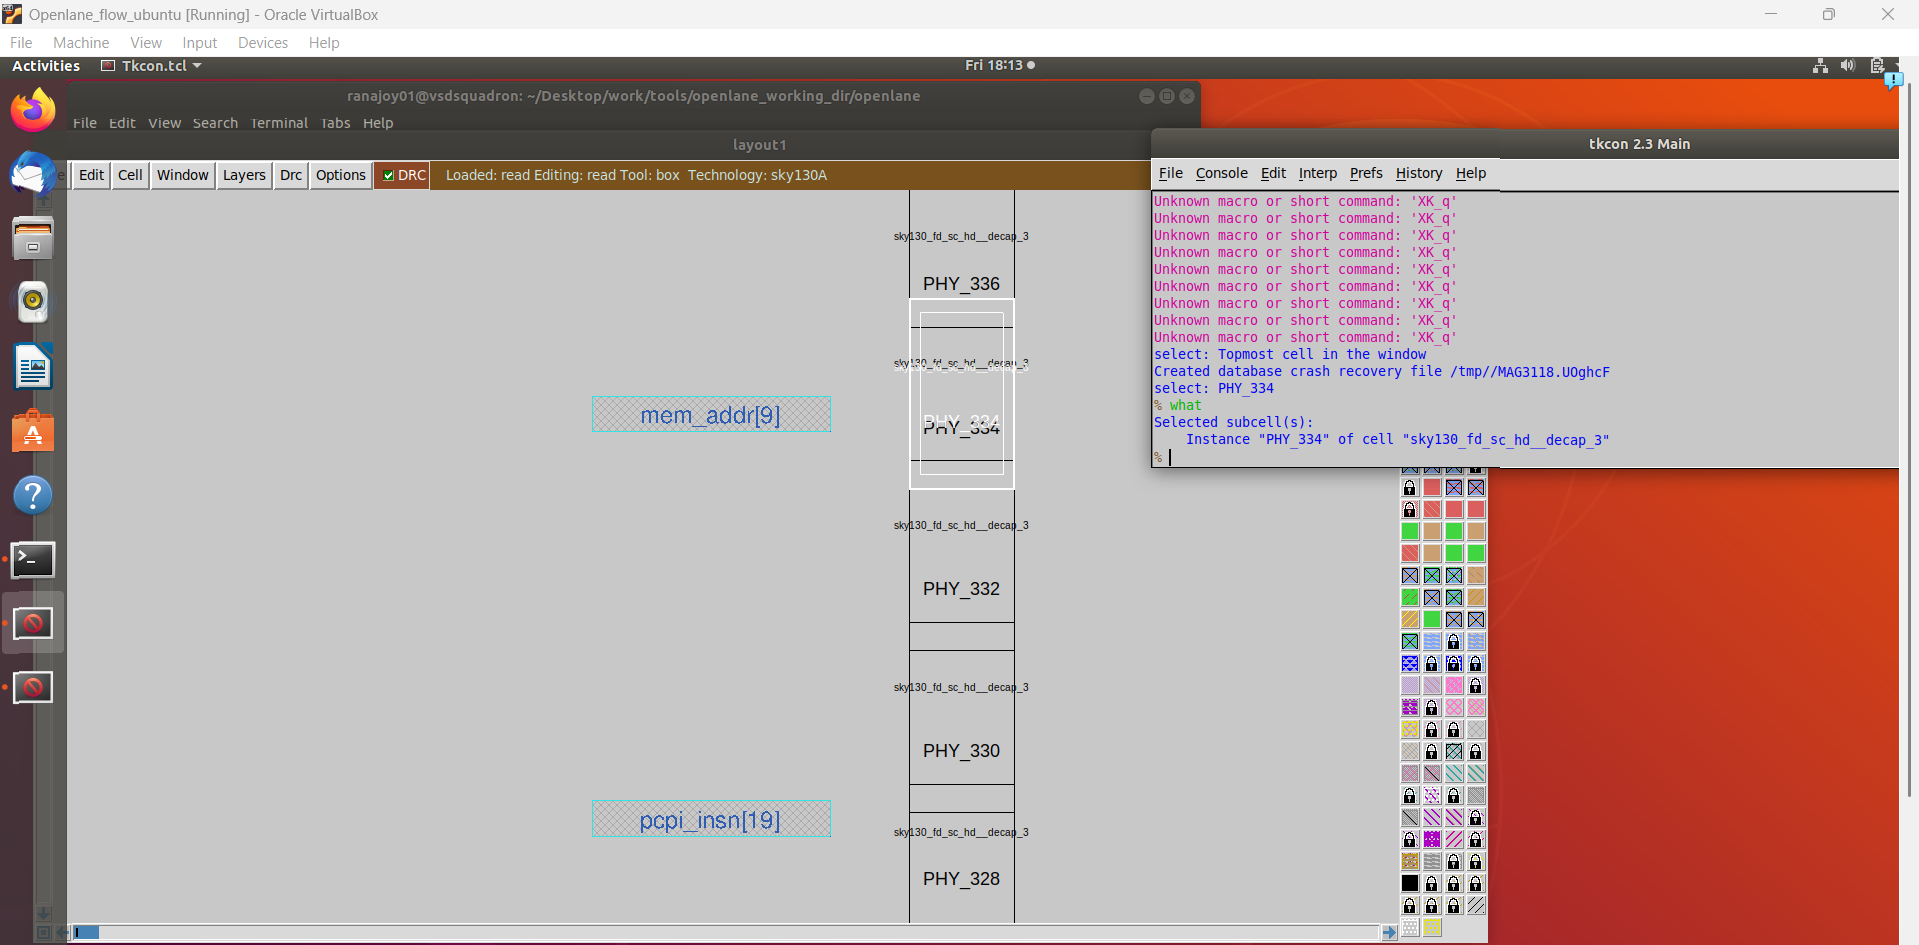 Openlane_flow_ubuntu [Running] - Oracle VirtualBox
File Machine View Input Devices Help
Activities Tkcon.tcl Fri 18:13
ranajoy01@vsdsquadron: ~/Desktop/work/tools/openlane_working_dir/openlane
File Edit View Search Terminal Tabs Help
layout1
Edit Cell Window Layers Drc Options DRC Loaded: read Editing: read Tool: box Technology: sky130A
sky130_fd_sc_hd__decap_3
PHY_336
sky130_fd_sc_hd__decap_3
mem_addr[9]
PHY_334
sky130_fd_sc_hd__decap_3
PHY_332
sky130_fd_sc_hd__decap_3
PHY_330
pcpi_insn[19]
sky130_fd_sc_hd__decap_3
PHY_328
tkcon 2.3 Main
File Console Edit Interp Prefs History Help
Unknown macro or short command: 'XK_q'
Unknown macro or short command: 'XK_q'
Unknown macro or short command: 'XK_q'
Unknown macro or short command: 'XK_q'
Unknown macro or short command: 'XK_q'
Unknown macro or short command: 'XK_q'
Unknown macro or short command: 'XK_q'
Unknown macro or short command: 'XK_q'
Unknown macro or short command: 'XK_q'
select: Topmost cell in the window
Created database crash recovery file /tmp//MAG3118.UOghcF
select: PHY_334
% what
Selected subcell(s):
Instance "PHY_334" of cell "sky130_fd_sc_hd__decap_3"
%